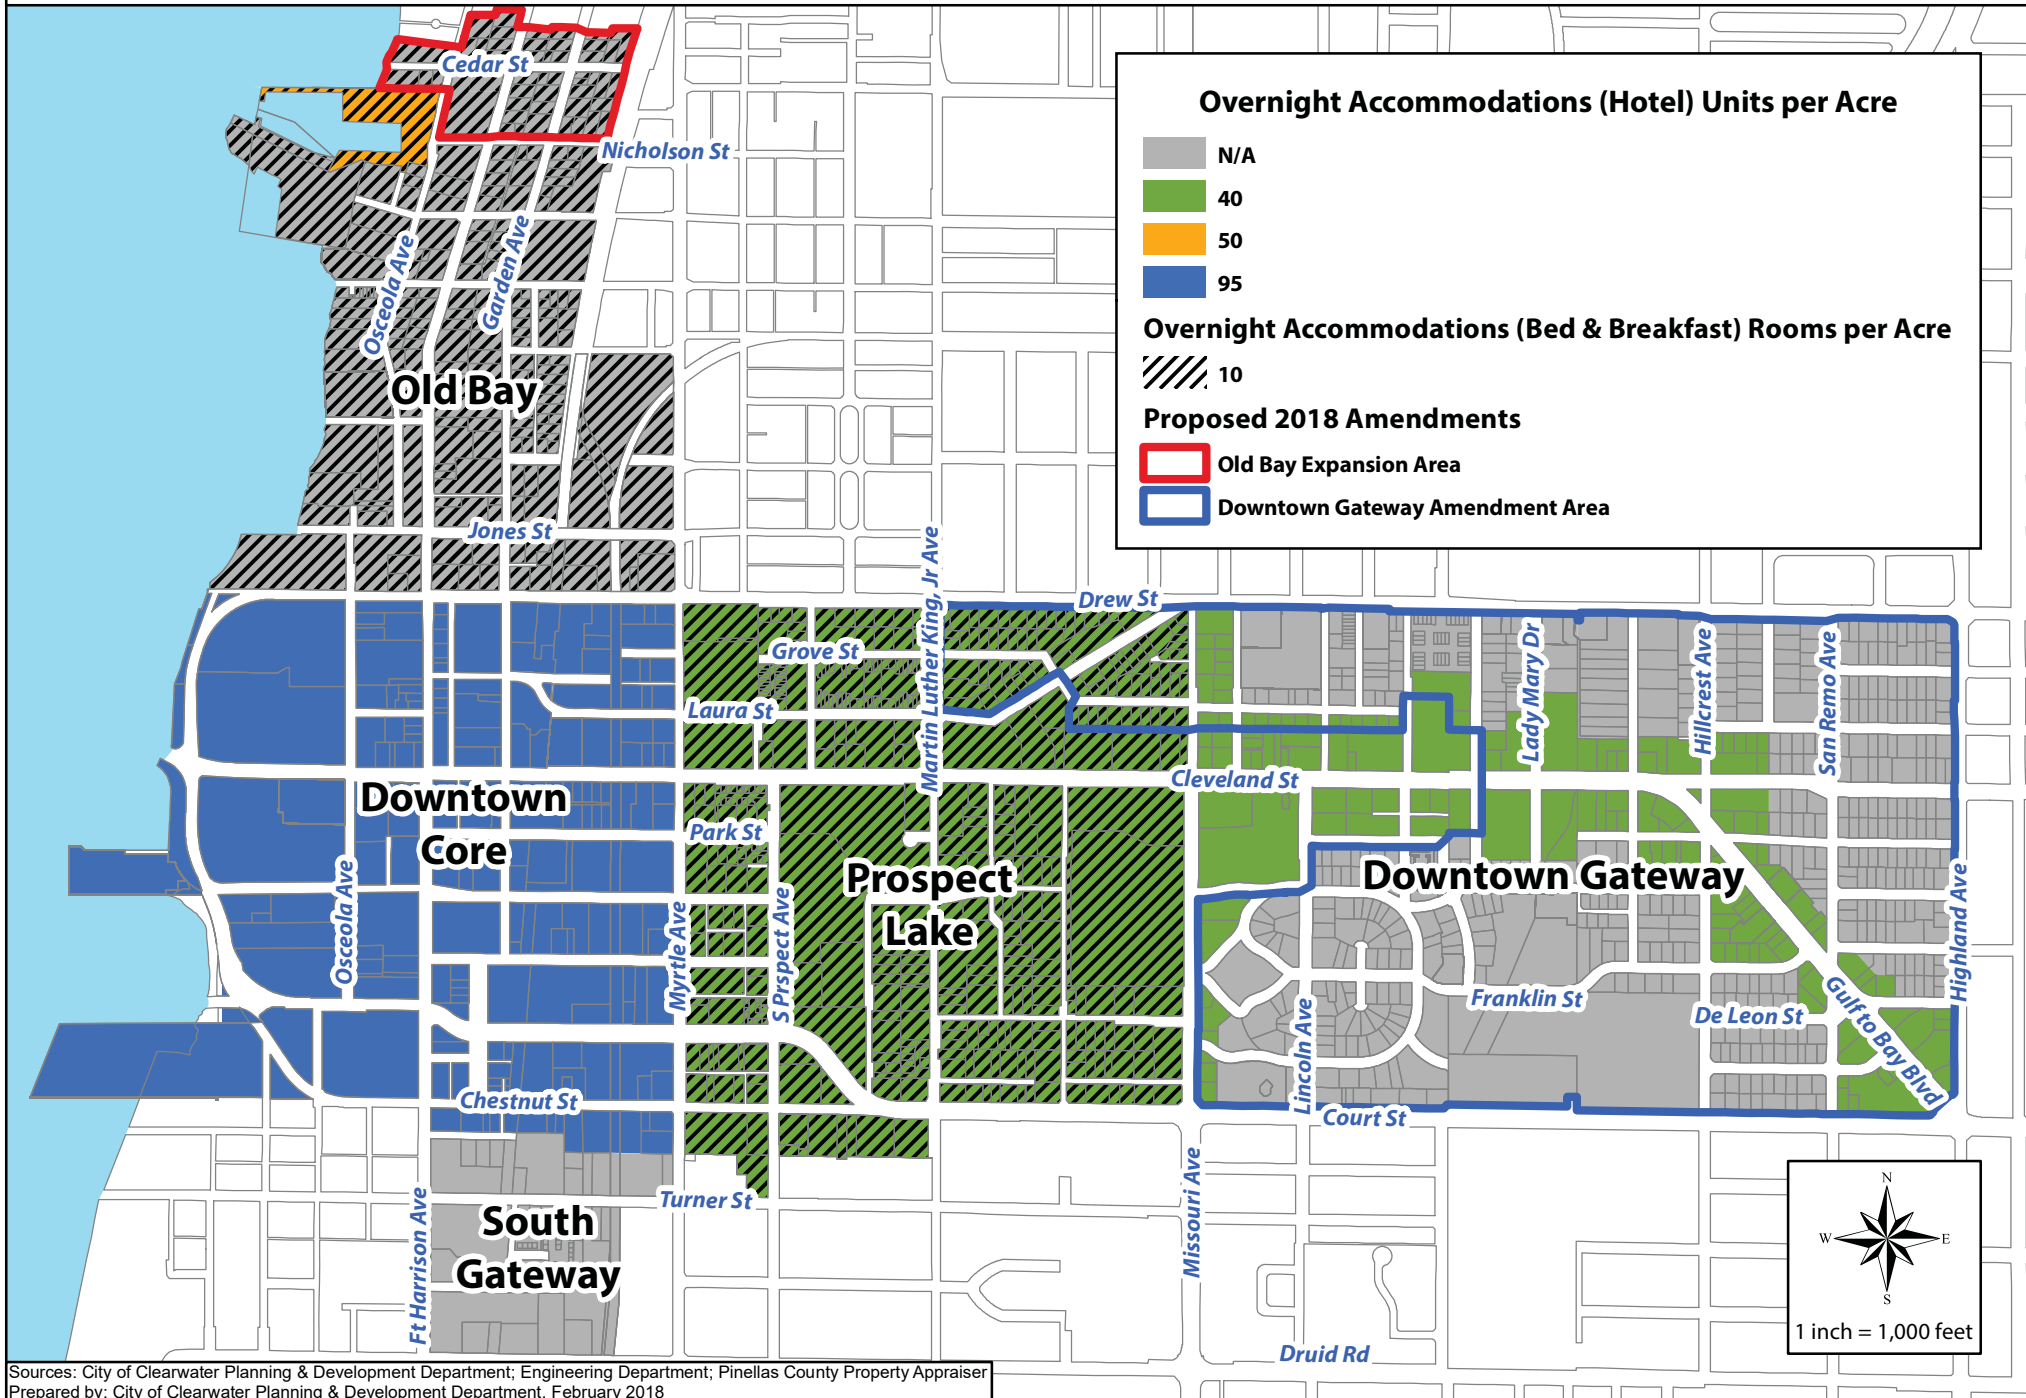 Overnight Accommodations (Hotel) Units per Acre
N/A
40
50
95
Overnight Accommodations (Bed & Breakfast) Rooms per Acre
10
Proposed 2018 Amendments
Old Bay Expansion Area
Downtown Gateway Amendment Area
Cedar St
Nicholson St
Osceola Ave
Garden Ave
Old Bay
Jones St
Martin Luther King, Jr Ave
Drew St
Grove St
Laura St
Lady Mary Dr
Hillcrest Ave
San Remo Ave
Cleveland St
Downtown
Core
Park St
Prospect
Lake
Downtown Gateway
Osceola Ave
Myrtle Ave
S Prspect Ave
Highland Ave
Franklin St
De Leon St
Gulf to Bay Blvd
Lincoln Ave
Chestnut St
Court St
Missouri Ave
Turner St
Ft Harrison Ave
South
Gateway
Druid Rd
N
W
E
S
1 inch = 1,000 feet
Sources: City of Clearwater Planning & Development Department; Engineering Department; Pinellas County Property Appraiser
Prepared by: City of Clearwater Planning & Development Department, February 2018